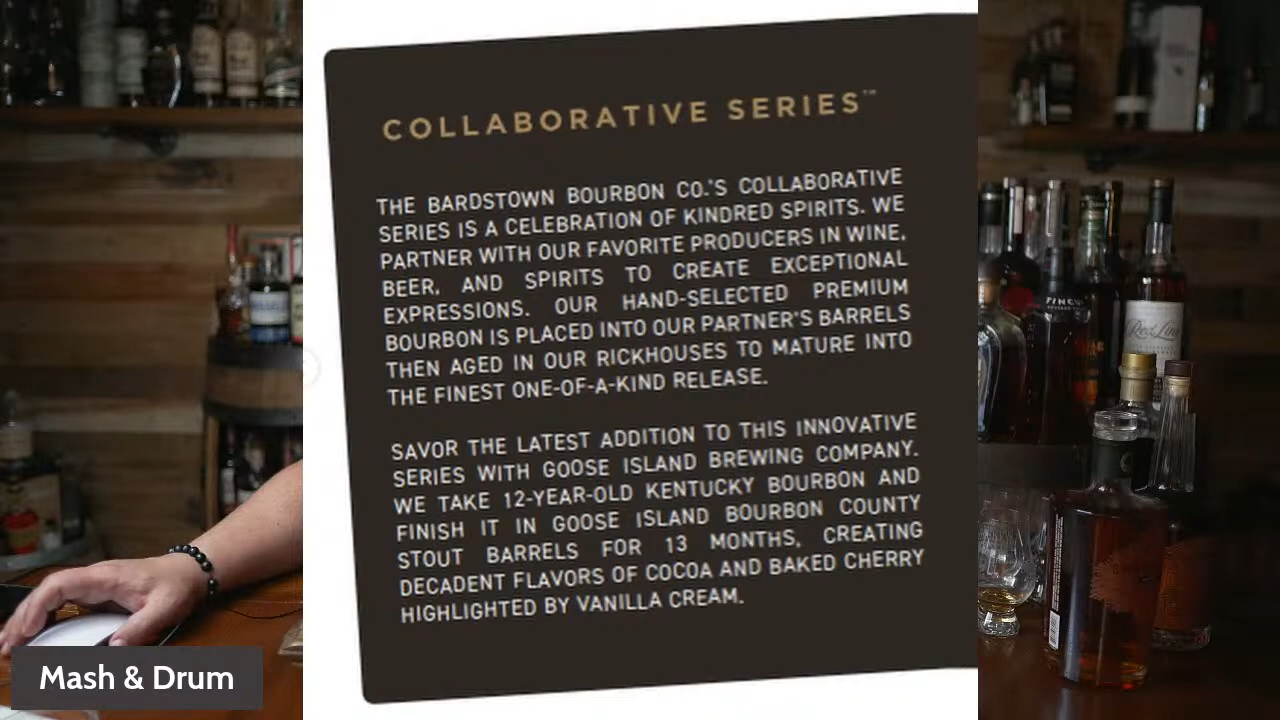 COLLABORATIVE SERIES™
THE BARDSTOWN BOURBON CO.'S COLLABORATIVE
SERIES IS A CELEBRATION OF KINDRED SPIRITS. WE
PARTNER WITH OUR FAVORITE PRODUCERS IN WINE,
BEER, AND SPIRITS TO CREATE EXCEPTIONAL
EXPRESSIONS. OUR HAND-SELECTED PREMIUM
BOURBON IS PLACED INTO OUR PARTNER'S BARRELS
THEN AGED IN OUR RICKHOUSES TO MATURE INTO
THE FINEST ONE-OF-A-KIND RELEASE.
SAVOR THE LATEST ADDITION TO THIS INNOVATIVE
SERIES WITH GOOSE ISLAND BREWING COMPANY.
WE TAKE 12-YEAR-OLD KENTUCKY BOURBON AND
FINISH IT IN GOOSE ISLAND BOURBON COUNTY
STOUT BARRELS FOR 13 MONTHS, CREATING
DECADENT FLAVORS OF COCOA AND BAKED CHERRY
HIGHLIGHTED BY VANILLA CREAM.
Red Line
Mash & Drum